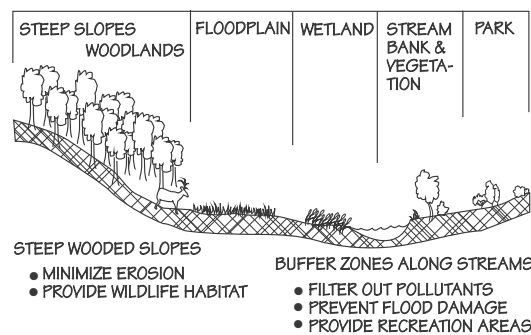 STEEP SLOPES
WOODLANDS
FLOODPLAIN
WETLAND
STREAM
BANK &
VEGETA-
TION
PARK
STEEP WOODED SLOPES
• MINIMIZE EROSION
• PROVIDE WILDLIFE HABITAT
BUFFER ZONES ALONG STREAMS
• FILTER OUT POLLUTANTS
• PREVENT FLOOD DAMAGE
• PROVIDE RECREATION AREAS